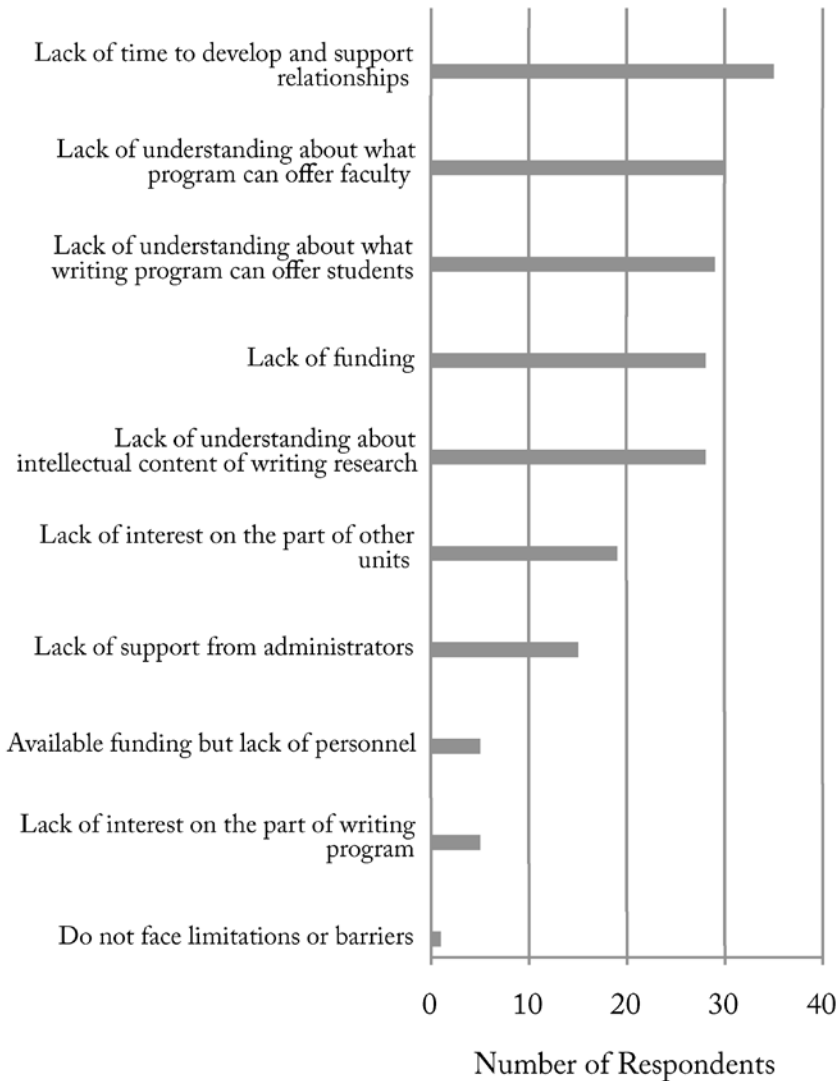 Lack of time to develop and support
relationships
Lack of understanding about what
program can offer faculty
Lack of understanding about what
writing program can offer students
Lack of funding
Lack of understanding about
intellectual content of writing research
Lack of interest on the part of other
units
Lack of support from administrators
Available funding but lack of personnel
Lack of interest on the part of writing
program
Do not face limitations or barriers
0 10 20 30 40
Number of Respondents